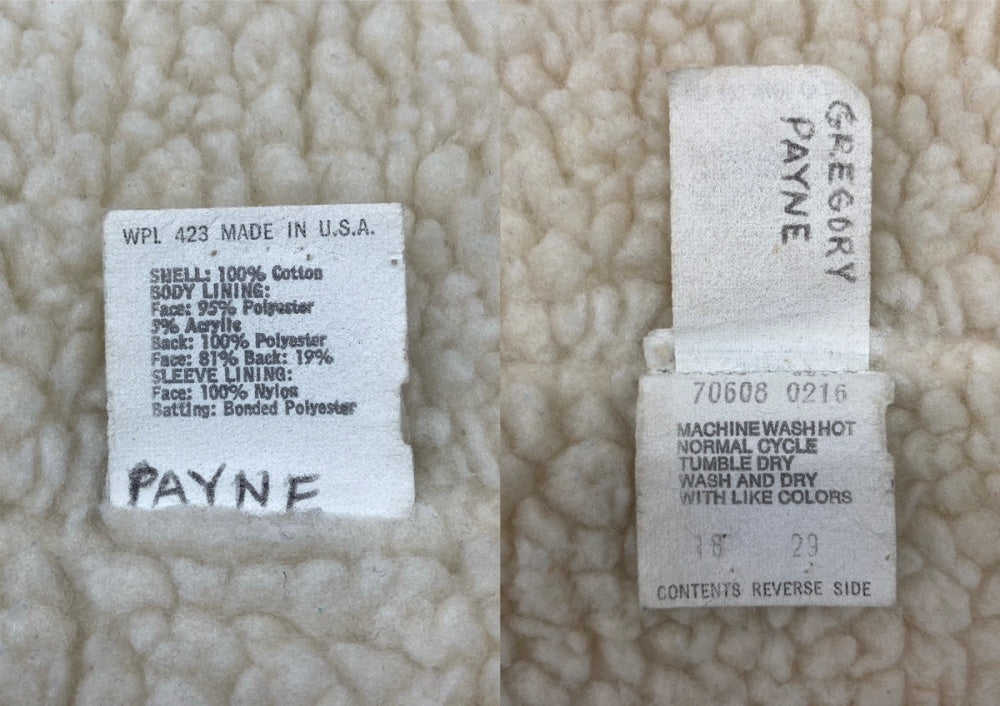 WPL 423 MADE IN U.S.A.
SHELL: 100% Cotton
BODY LINING:
Face: 95% Polyester
5% Acrylic
Back: 100% Polyester
Face: 81% Back: 19%
SLEEVE LINING:
Face: 100% Nylon
Batting: Bonded Polyester
PAYNE
GREGORY
PAYNE
70608 0216
MACHINE WASH HOT
NORMAL CYCLE
TUMBLE DRY
WASH AND DRY
WITH LIKE COLORS
18 29
CONTENTS REVERSE SIDE